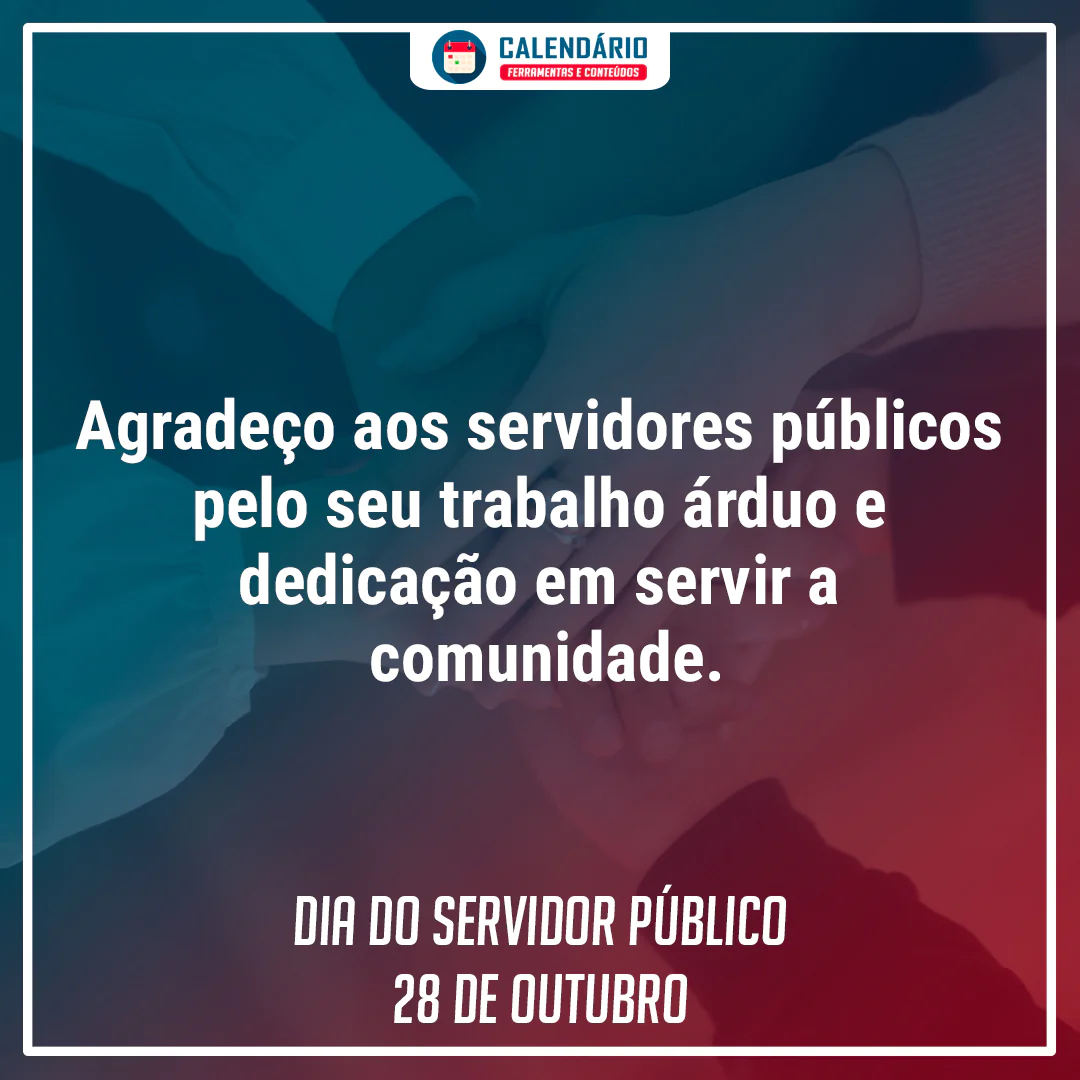 CALENDÁRIO
FERRAMENTAS E CONTEÚDOS
Agradeço aos servidores públicos
pelo seu trabalho árduo e
dedicação em servir a
comunidade.
DIA DO SERVIDOR PÚBLICO
28 DE OUTUBRO